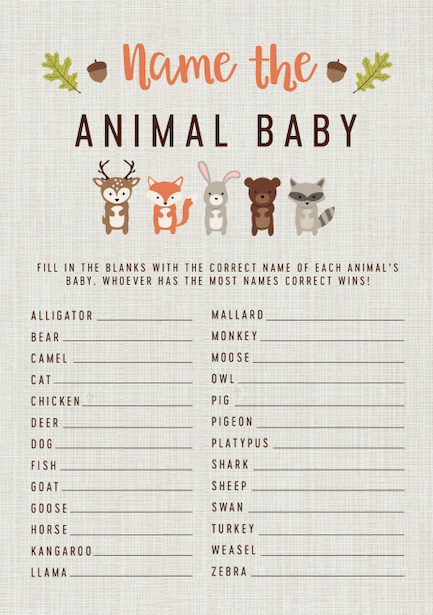 Name the
ANIMAL BABY
FILL IN THE BLANKS WITH THE CORRECT NAME OF EACH ANIMAL'S
BABY. WHOEVER HAS THE MOST NAMES CORRECT WINS!
ALLIGATOR
BEAR
CAMEL
CAT
CHICKEN
DEER
DOG
FISH
GOAT
GOOSE
HORSE
KANGAROO
LLAMA
MALLARD
MONKEY
MOOSE
OWL
PIG
PIGEON
PLATYPUS
SHARK
SHEEP
SWAN
TURKEY
WEASEL
ZEBRA